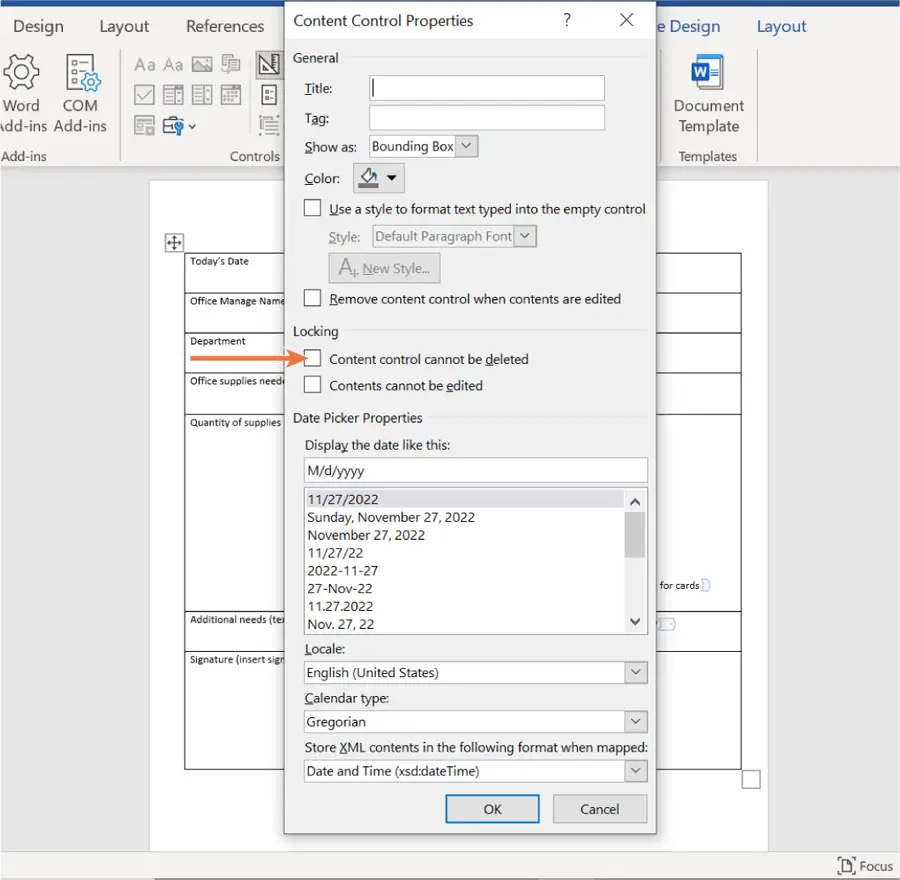 Content Control Properties ?
Design Layout References e Design Layout
General
Title:
Tag:
Show as: Bounding Box
Color:
Aa Aa
Word Add-ins
COM Add-ins
Document Template
Add-ins Controls Templates
Use a style to format text typed into the empty control
Style: Default Paragraph Font
A+ New Style...
Remove content control when contents are edited
Locking
Content control cannot be deleted
Contents cannot be edited
Date Picker Properties
Display the date like this:
M/d/yyyy
11/27/2022
Sunday, November 27, 2022
November 27, 2022
11/27/22
2022-11-27
27-Nov-22
11.27.2022
Nov. 27, 22
Locale:
English (United States)
Calendar type:
Gregorian
Store XML contents in the following format when mapped:
Date and Time (xsd:dateTime)
OK Cancel
Today's Date
Office Manage Name
Department
Office supplies neede
Quantity of supplies
for cards
Additional needs (tex
Signature (insert sign
Focus